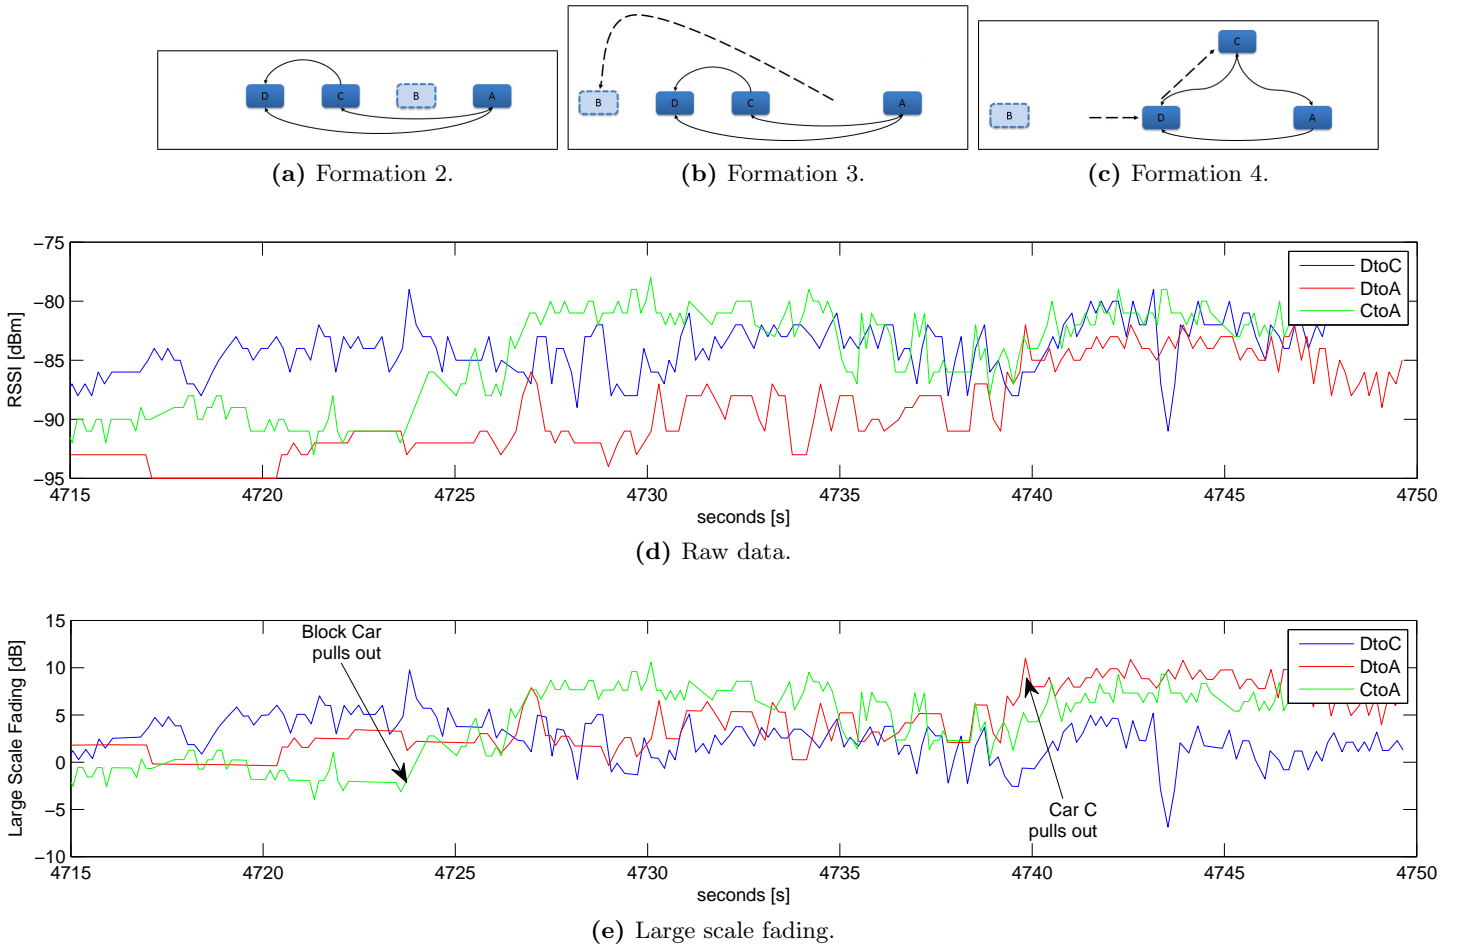 D
C
B
A
B
D
C
A
C
B
D
A
(a) Formation 2.
(b) Formation 3.
(c) Formation 4.
RSSI [dBm]
−75
−80
−85
−90
−95
DtoC
DtoA
CtoA
4715
4720
4725
4730
4735
4740
4745
4750
seconds [s]
(d) Raw data.
Large Scale Fading [dB]
15
10
5
0
−5
−10
Block Car
pulls out
Car C
pulls out
DtoC
DtoA
CtoA
4715
4720
4725
4730
4735
4740
4745
4750
seconds [s]
(e) Large scale fading.